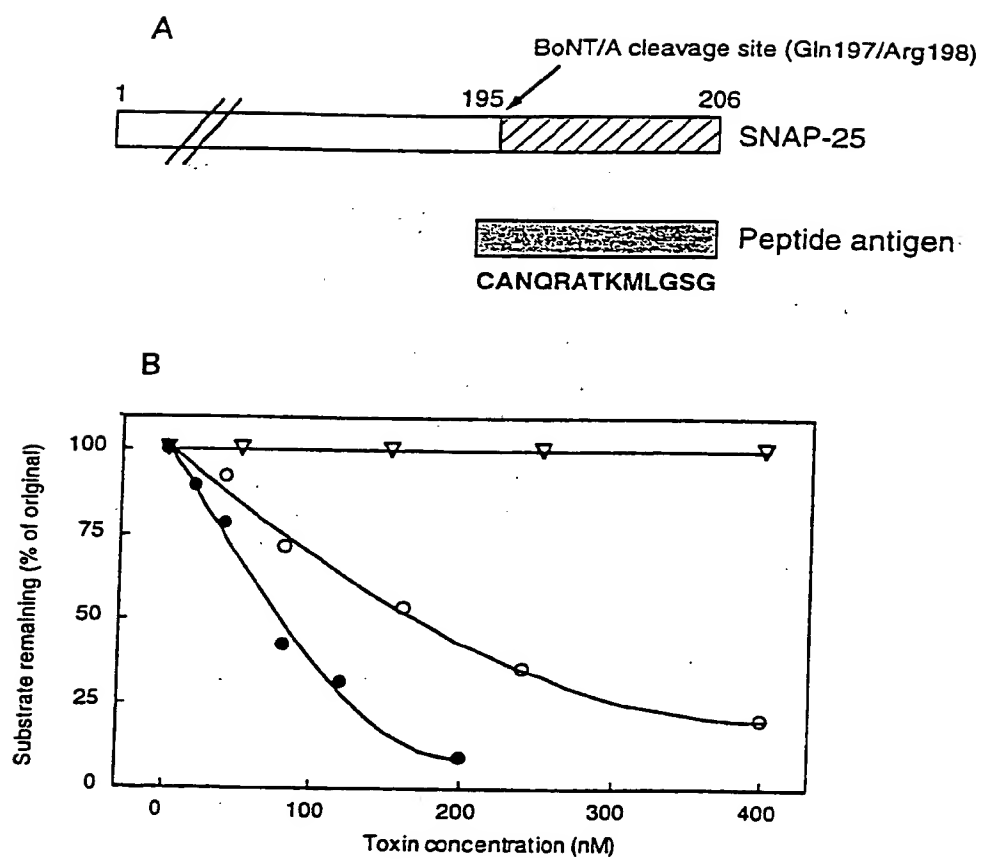 A
BoNT/A cleavage site (Gln197/Arg198)
1 195 206
SNAP-25
Peptide antigen
CANQRATKMLGSG
B
Substrate remaining (% of original)
100
75
50
25
0
0 100 200 300 400
Toxin concentration (nM)